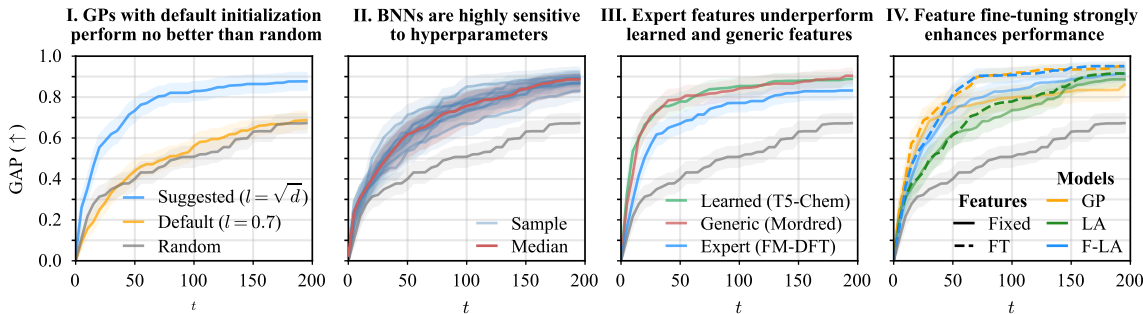 I. GPs with default initialization
perform no better than random
II. BNNs are highly sensitive
to hyperparameters
III. Expert features underperform
learned and generic features
IV. Feature fine-tuning strongly
enhances performance
GAP (↑)
1.0
0.8
0.6
0.4
0.2
0.0
Suggested (l = √d)
Default (l = 0.7)
Random
0 50 100 150 200
t
Sample
Median
0 50 100 150 200
t
Learned (T5-Chem)
Generic (Mordred)
Expert (FM-DFT)
0 50 100 150 200
t
Features
Fixed
FT
Models
GP
LA
F-LA
0 50 100 150 200
t